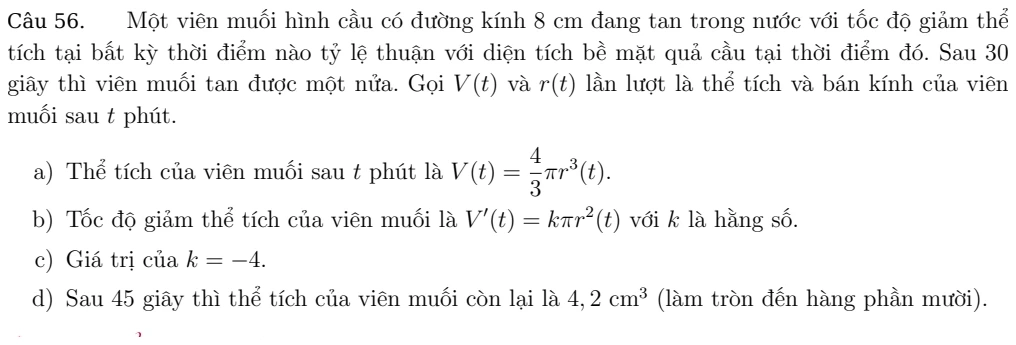 Câu 56. Một viên muối hình cầu có đường kính 8 cm đang tan trong nước với tốc độ giảm thể
tích tại bất kỳ thời điểm nào tỷ lệ thuận với diện tích bề mặt quả cầu tại thời điểm đó. Sau 30
giây thì viên muối tan được một nửa. Gọi V(t) và r(t) lần lượt là thể tích và bán kính của viên
muối sau t phút.
a) Thể tích của viên muối sau t phút là V(t) = \frac{4}{3}πr³(t).
b) Tốc độ giảm thể tích của viên muối là V′(t) = kπr²(t) với k là hằng số.
c) Giá trị của k = −4.
d) Sau 45 giây thì thể tích của viên muối còn lại là 4, 2 cm³ (làm tròn đến hàng phần mười).